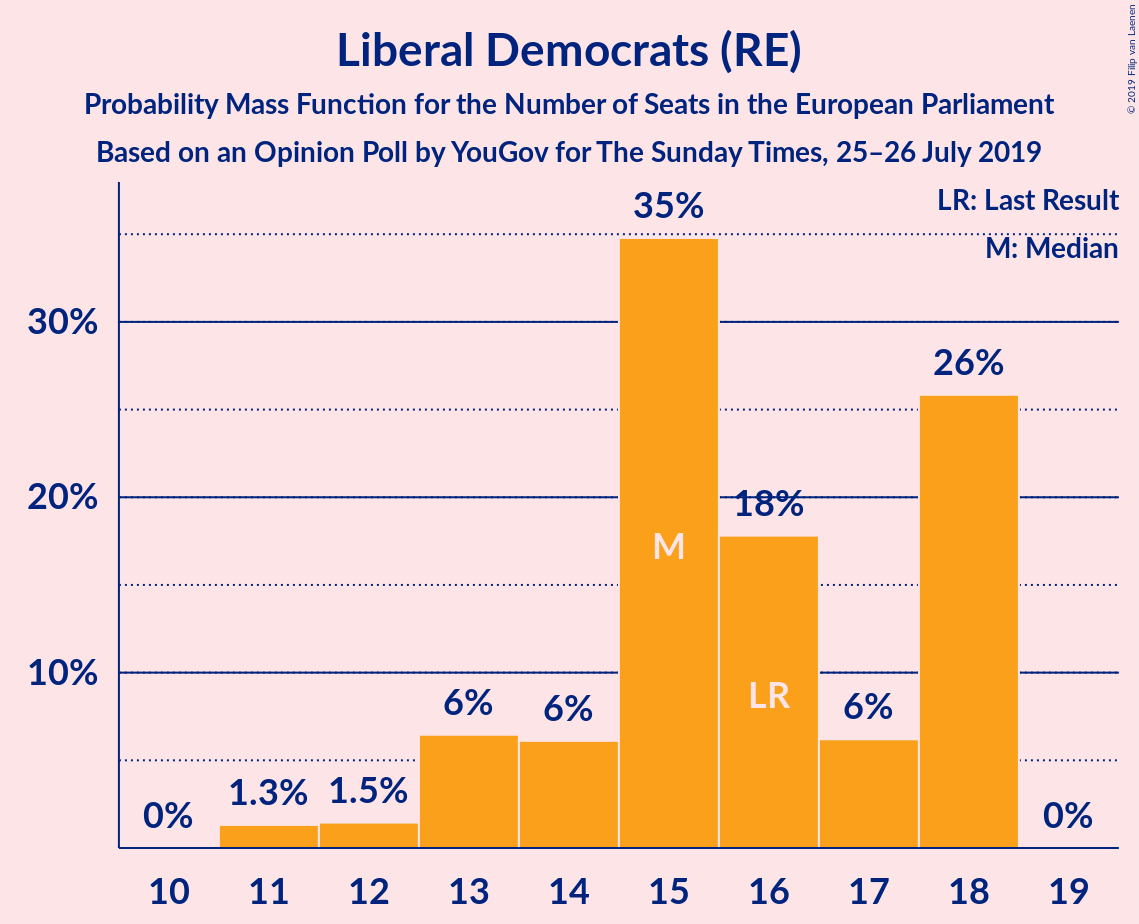 © 2019 Filip van Laenen
Liberal Democrats (RE)
Probability Mass Function for the Number of Seats in the European Parliament
Based on an Opinion Poll by YouGov for The Sunday Times, 25–26 July 2019
LR: Last Result
M: Median
35%
30%
26%
20%
18%
M
10%
LR
6%
6%
6%
1.3%
1.5%
0%
0%
10 11 12 13 14 15 16 17 18 19